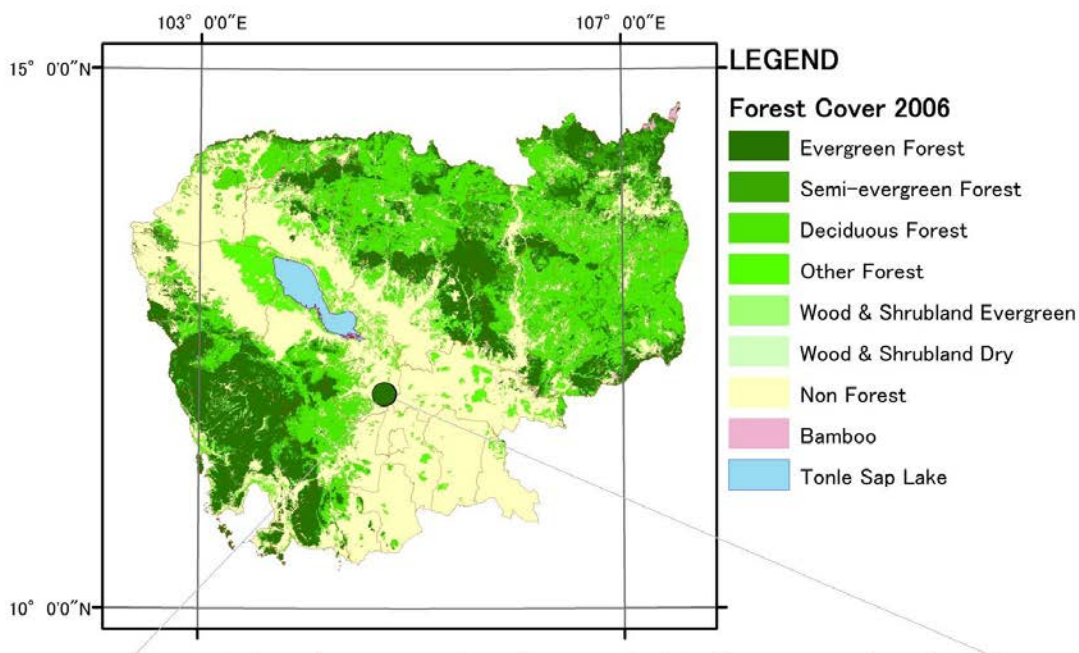 103° 0'0"E
107° 0'0"E
15° 0'0"N
10° 0'0"N
LEGEND
Forest Cover 2006
Evergreen Forest
Semi-evergreen Forest
Deciduous Forest
Other Forest
Wood & Shrubland Evergreen
Wood & Shrubland Dry
Non Forest
Bamboo
Tonle Sap Lake